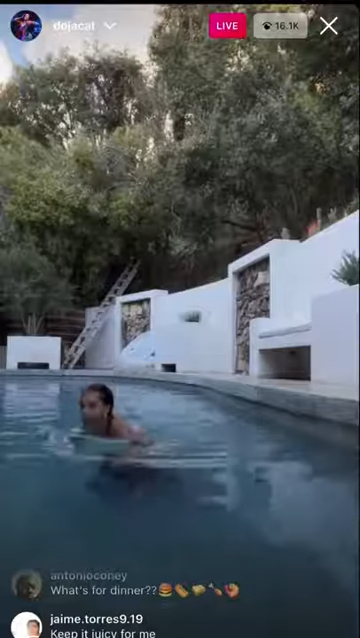 dojacat
LIVE
16.1K
antonioconey
What's for dinner??🍔🌭🌮🍗🍎
jaime.torres9.19
Keep it juicy for me